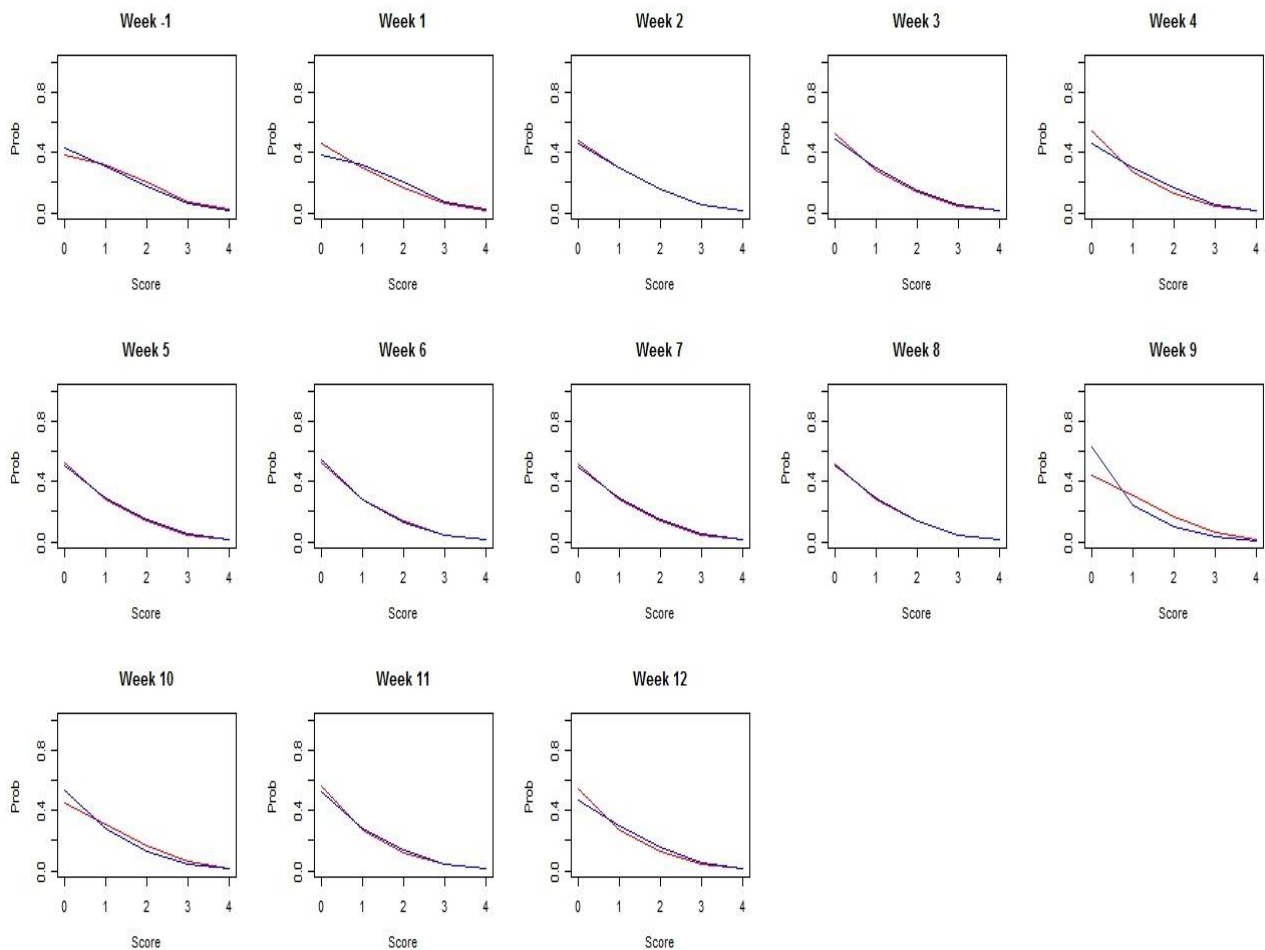 Week -1
Week 1
Week 2
Week 3
Week 4
Prob
0.0 0.4 0.8
0 1 2 3 4
Score
Prob
0.0 0.4 0.8
0 1 2 3 4
Score
Prob
0.0 0.4 0.8
0 1 2 3 4
Score
Prob
0.0 0.4 0.8
0 1 2 3 4
Score
Prob
0.0 0.4 0.8
0 1 2 3 4
Score
Week 5
Week 6
Week 7
Week 8
Week 9
Prob
0.0 0.4 0.8
0 1 2 3 4
Score
Prob
0.0 0.4 0.8
0 1 2 3 4
Score
Prob
0.0 0.4 0.8
0 1 2 3 4
Score
Prob
0.0 0.4 0.8
0 1 2 3 4
Score
Prob
0.0 0.4 0.8
0 1 2 3 4
Score
Week 10
Week 11
Week 12
Prob
0.0 0.4 0.8
0 1 2 3 4
Score
Prob
0.0 0.4 0.8
0 1 2 3 4
Score
Prob
0.0 0.4 0.8
0 1 2 3 4
Score